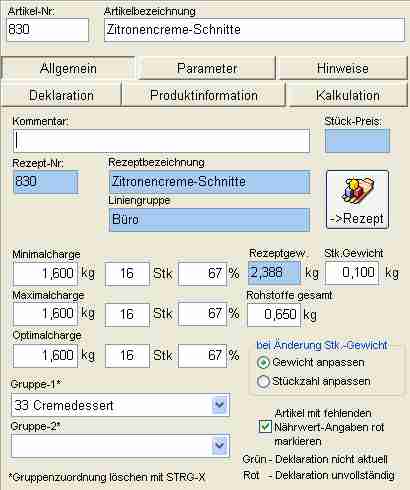 Artikel-Nr: Artikelbezeichnung
830 Zitronencreme-Schnitte
Allgemein Parameter Hinweise
Deklaration Produktinformation Kalkulation
Kommentar: Stück-Preis:
Rezept-Nr: Rezeptbezeichnung
830 Zitronencreme-Schnitte
Liniengruppe
Büro
->Rezept
Minimalcharge Rezeptgew. Stk.Gewicht
1,600 kg 16 Stk 67 % 2,388 kg 0,100 kg
Maximalcharge Rohstoffe gesamt
1,600 kg 16 Stk 67 % 0,650 kg
Optimalcharge
1,600 kg 16 Stk 67 %
bei Änderung Stk.-Gewicht
Gewicht anpassen
Stückzahl anpassen
Gruppe-1*
33 Cremedessert
Gruppe-2*
Artikel mit fehlenden
Nährwert-Angaben rot
markieren
Grün - Deklaration nicht aktuell
Rot - Deklaration unvollständig
*Gruppenzuordnung löschen mit STRG-X